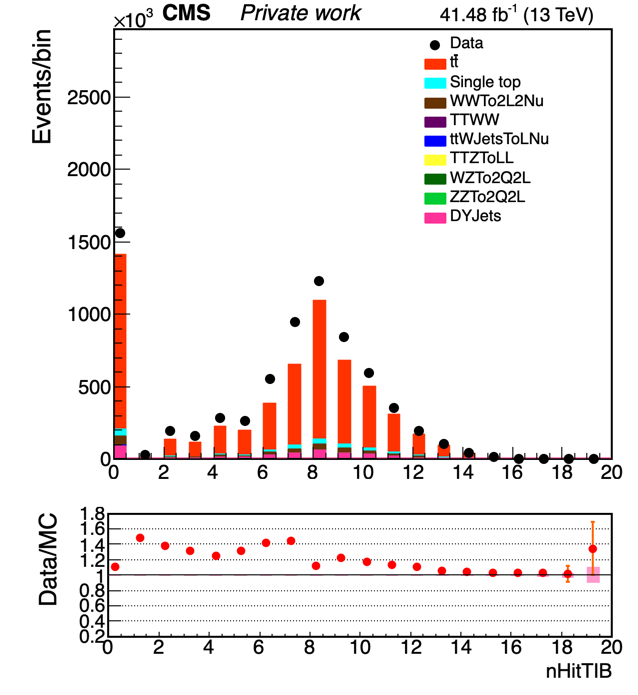 ×10³ CMS Private work 41.48 fb⁻¹ (13 TeV)
Events/bin
Data
tt̄
Single top
WWTo2L2Nu
TTWW
ttWJetsToLNu
TTZToLL
WZTo2Q2L
ZZTo2Q2L
DYJets
2500
2000
1500
1000
500
0
0 2 4 6 8 10 12 14 16 18 20
Data/MC
1.8
1.6
1.4
1.2
1
0.8
0.6
0.4
0.2
0 2 4 6 8 10 12 14 16 18 20
nHitTIB